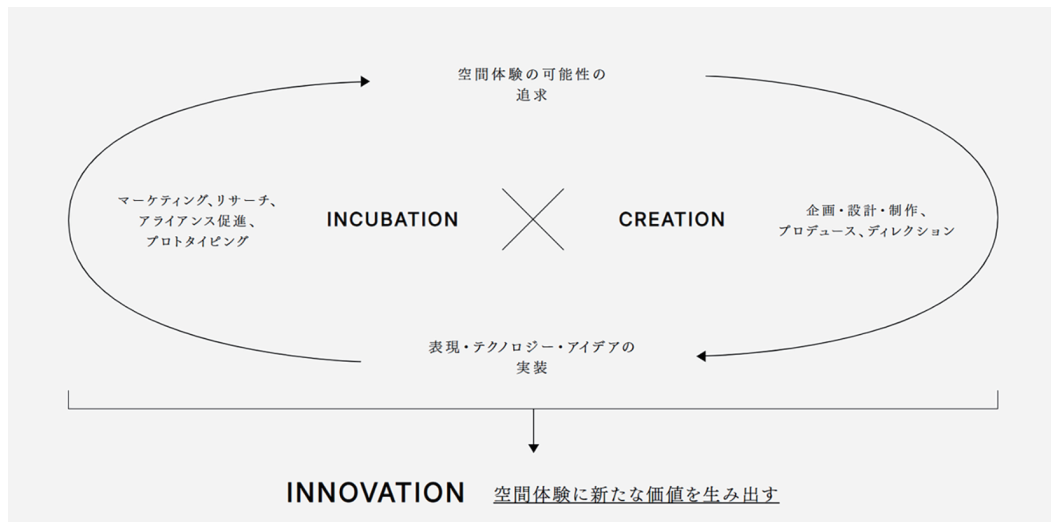 空間体験の可能性の
追求
マーケティング、リサーチ、
アライアンス促進、
プロトタイピング
INCUBATION
CREATION
企画・設計・制作、
プロデュース、ディレクション
表現・テクノロジー・アイデアの
実装
INNOVATION 空間体験に新たな価値を生み出す